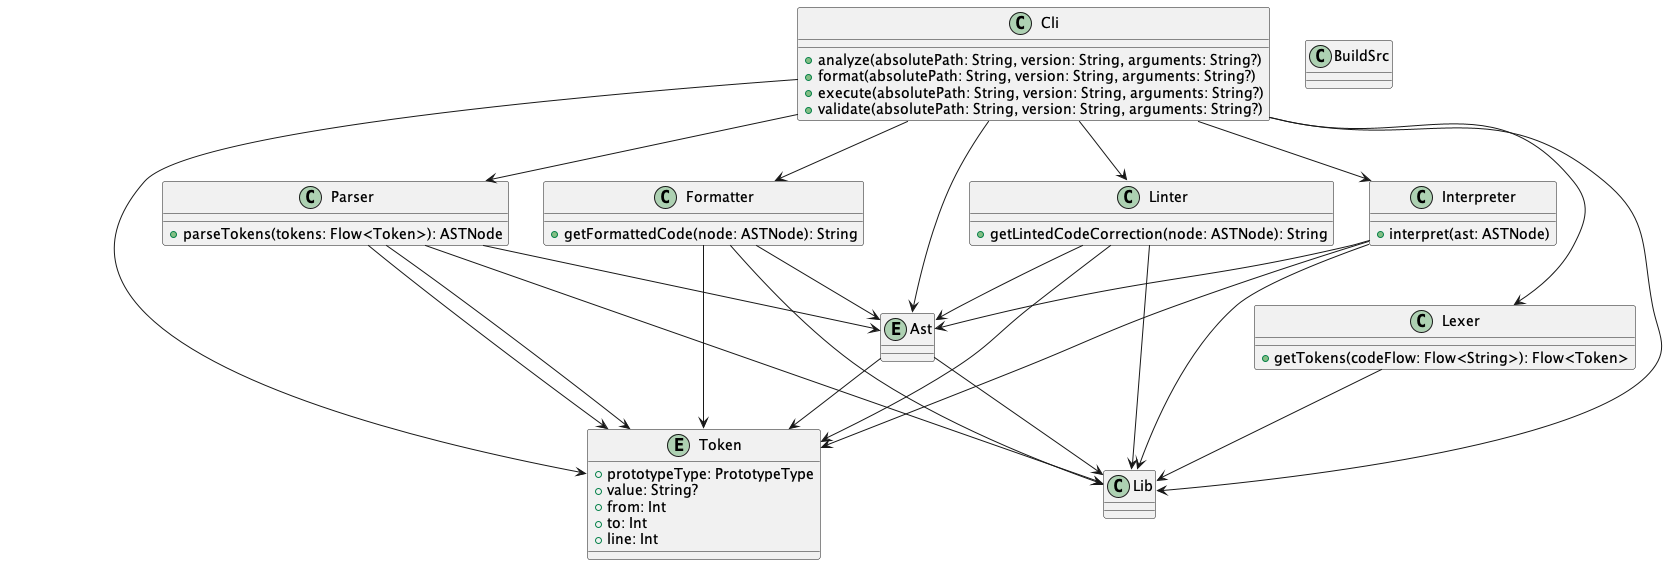 C Cli
analyze(absolutePath: String, version: String, arguments: String?)
format(absolutePath: String, version: String, arguments: String?)
execute(absolutePath: String, version: String, arguments: String?)
validate(absolutePath: String, version: String, arguments: String?)
C BuildSrc
C Parser
parseTokens(tokens: Flow<Token>): ASTNode
C Formatter
getFormattedCode(node: ASTNode): String
C Linter
getLintedCodeCorrection(node: ASTNode): String
C Interpreter
interpret(ast: ASTNode)
E Ast
C Lexer
getTokens(codeFlow: Flow<String>): Flow<Token>
E Token
prototypeType: PrototypeType
value: String?
from: Int
to: Int
line: Int
C Lib